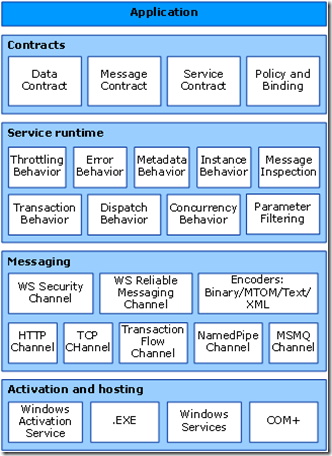 Application
Contracts
Data
Contract
Message
Contract
Service
Contract
Policy and
Binding
Service runtime
Throttling
Behavior
Error
Behavior
Metadata
Behavior
Instance
Behavior
Message
Inspection
Transaction
Behavior
Dispatch
Behavior
Concurrency
Behavior
Parameter
Filtering
Messaging
WS Security
Channel
WS Reliable
Messaging Channel
Encoders:
Binary/MTOM/Text/
XML
HTTP
Channel
TCP
CHannel
Transaction
Flow
Channel
NamedPipe
Channel
MSMQ
Channel
Activation and hosting
Windows
Activation
Service
.EXE
Windows
Services
COM+